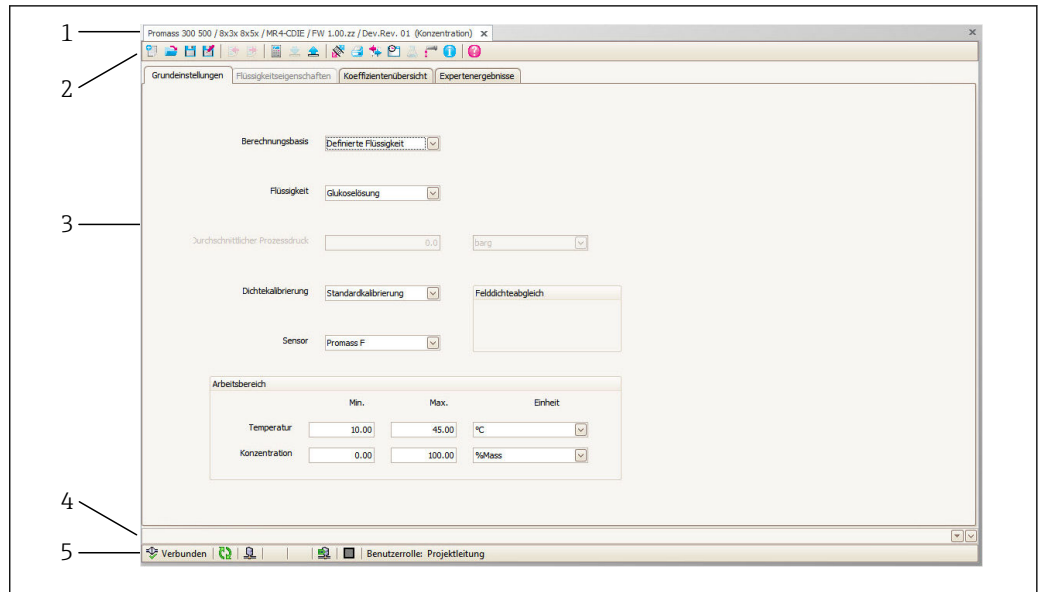 1
Promass 300 500 / 8x3x 8x5x / MR4-CDIE / FW 1.00.zz / Dev.Rev. 01 (Konzentration)
2
Grundeinstellungen Flüssigkeitseigenschaften Koeffizientenübersicht Expertenergebnisse
Berechnungsbasis Definierte Flüssigkeit
Flüssigkeit Glukoselösung
3
Durchschnittlicher Prozessdruck 0.0 barg
Dichtekalibrierung Standardkalibrierung Felddichteabgleich
Sensor Promass F
Arbeitsbereich
Min. Max. Einheit
Temperatur 10.00 45.00 °C
Konzentration 0.00 100.00 %Mass
4
5
Verbunden Benutzerrolle: Projektleitung